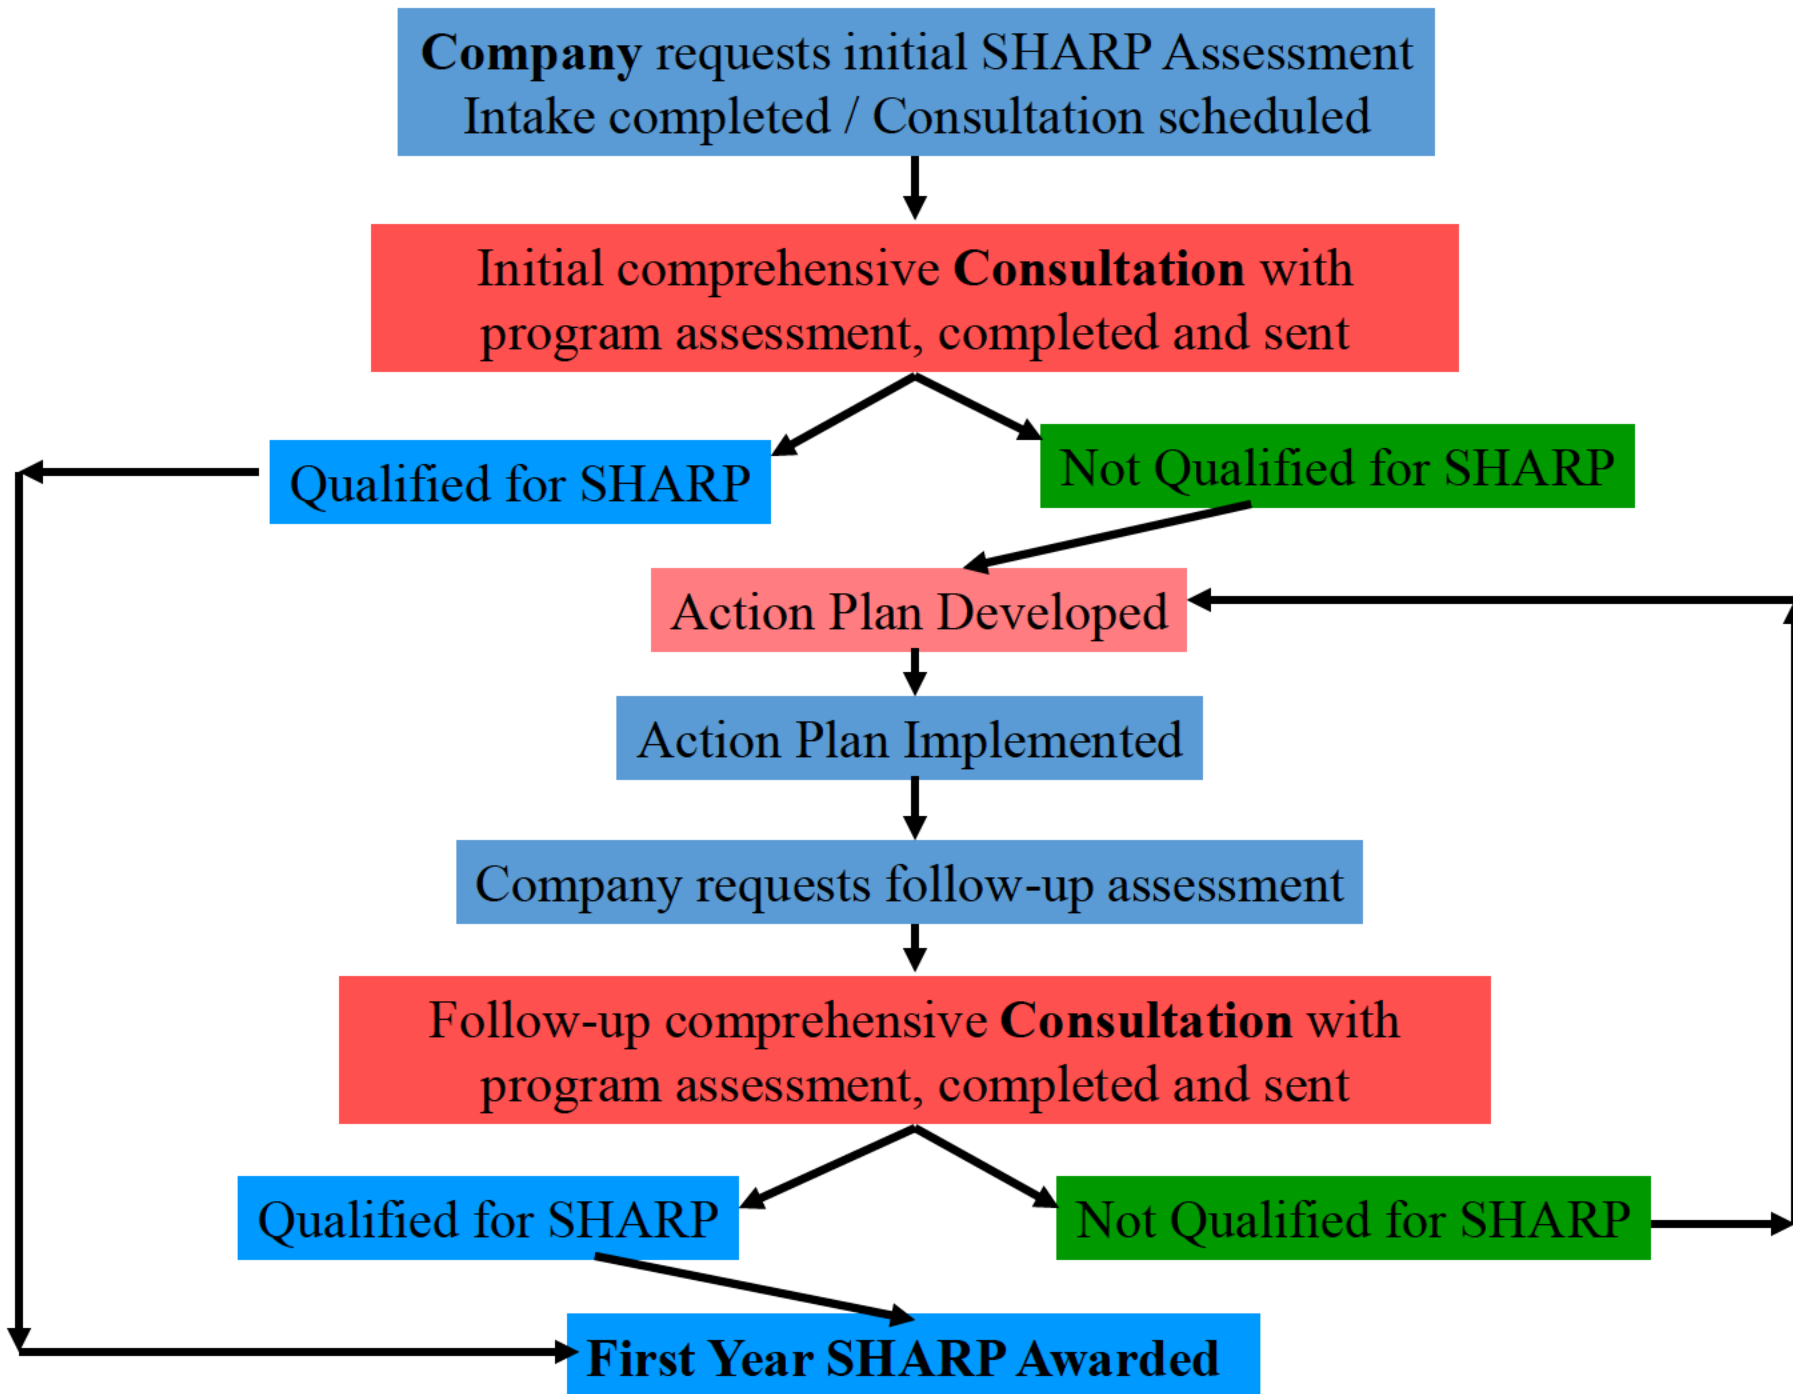 Company requests initial SHARP Assessment
Intake completed / Consultation scheduled
Initial comprehensive Consultation with
program assessment, completed and sent
Qualified for SHARP
Not Qualified for SHARP
Action Plan Developed
Action Plan Implemented
Company requests follow-up assessment
Follow-up comprehensive Consultation with
program assessment, completed and sent
Qualified for SHARP
Not Qualified for SHARP
First Year SHARP Awarded